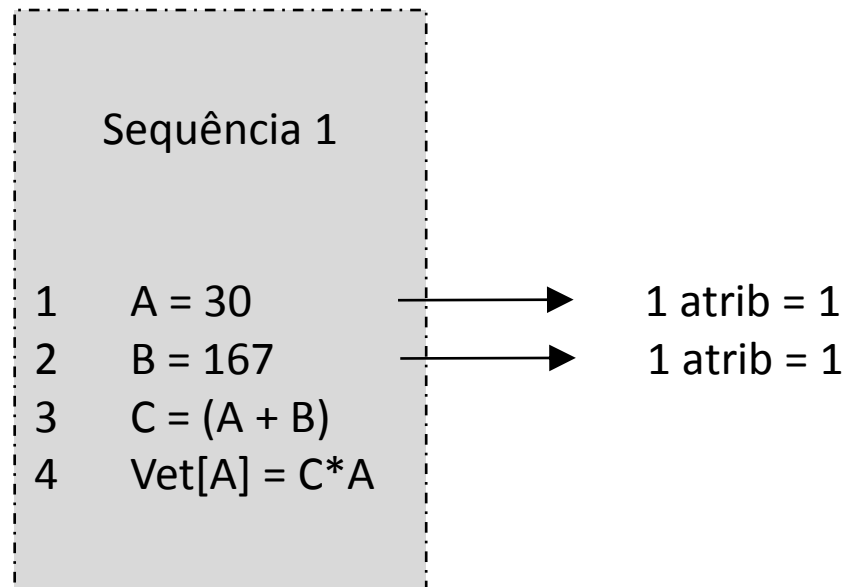 Sequência 1
1 A = 30 1 atrib = 1
2 B = 167 1 atrib = 1
3 C = (A + B)
4 Vet[A] = C*A